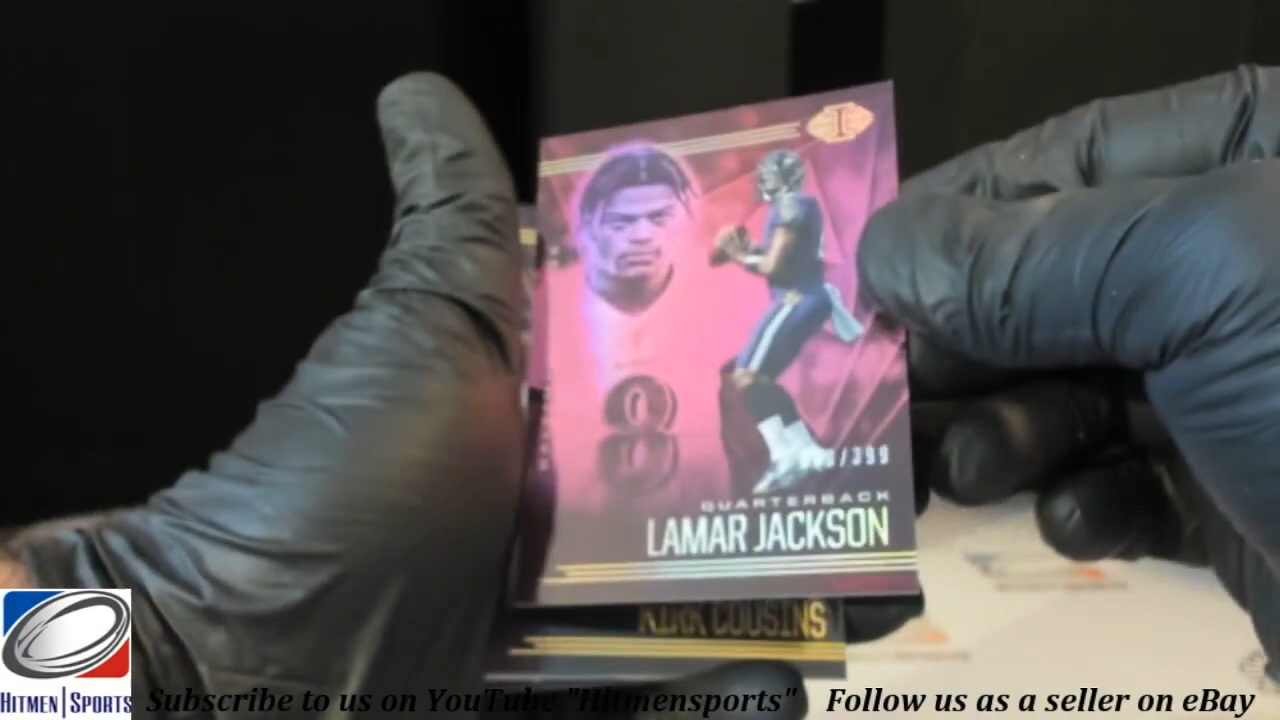 I
8
/399
QUARTERBACK
LAMAR JACKSON
KIRK COUSINS
HITMEN|SPORTS
Subscribe to us on YouTube "Hitmensports"
Follow us as a seller on eBay